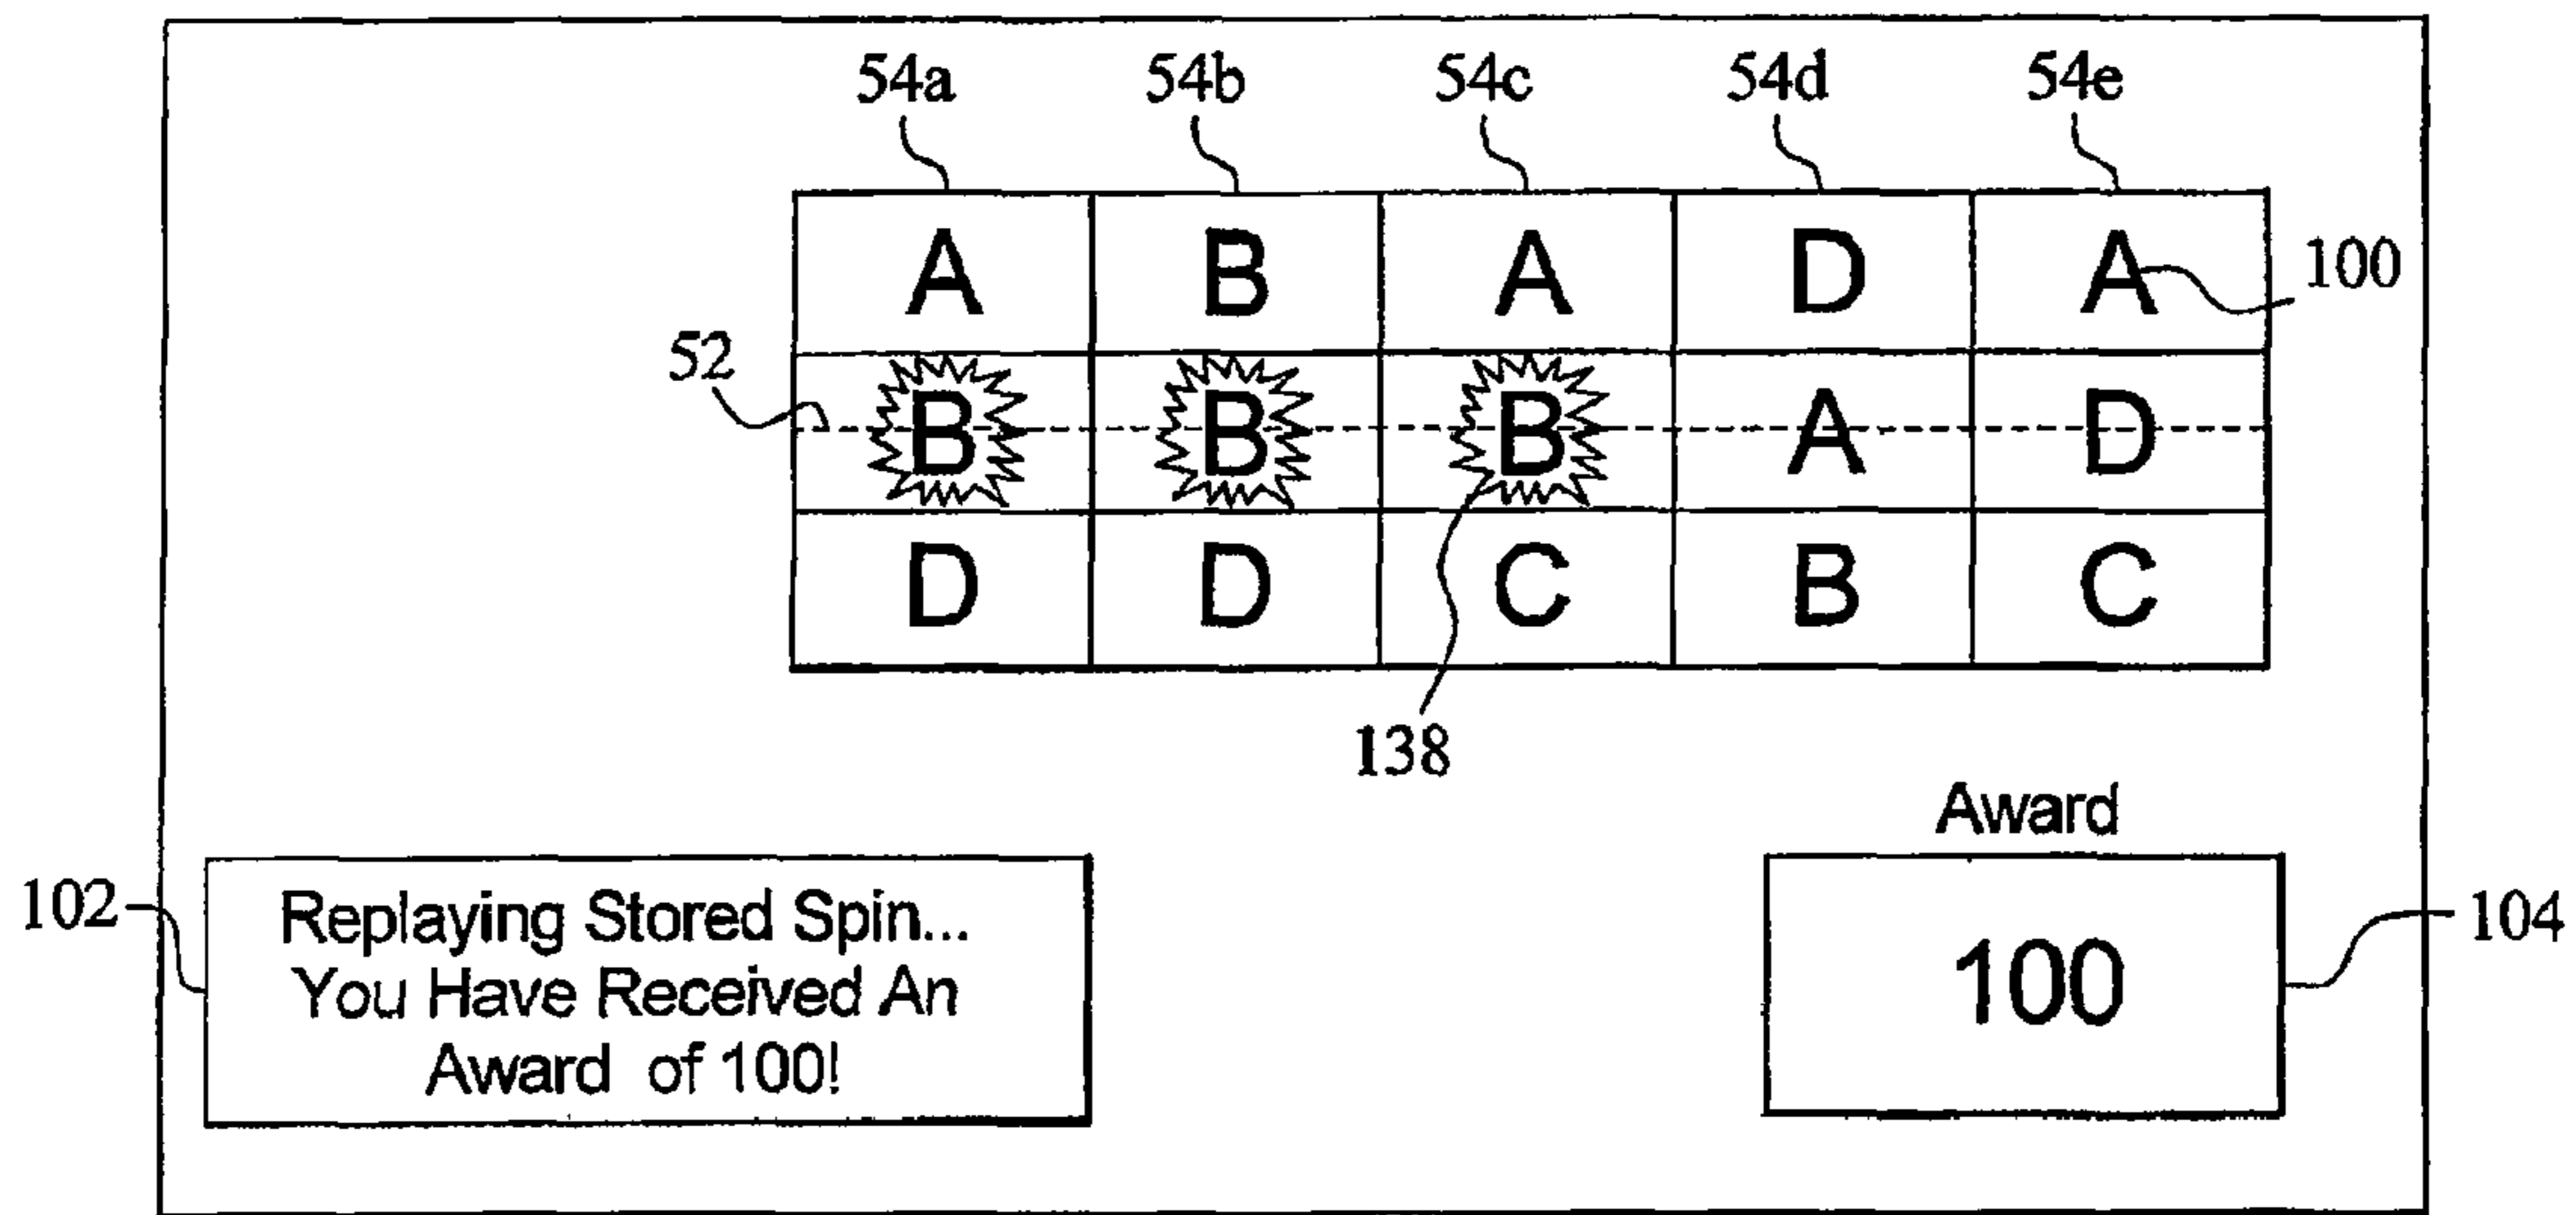 54a 54b 54c 54d 54e
A B A D A 100
52
B B B A D
D D C B C
138
Award
102 Replaying Stored Spin... 100 104
You Have Received An
Award of 100!